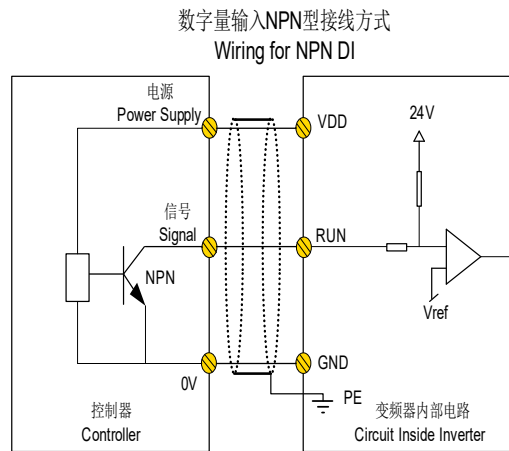 数字量输入NPN型接线方式
Wiring for NPN DI
电源
Power Supply
VDD
24V
信号
Signal
RUN
NPN
Vref
0V
GND
PE
控制器
Controller
变频器内部电路
Circuit Inside Inverter